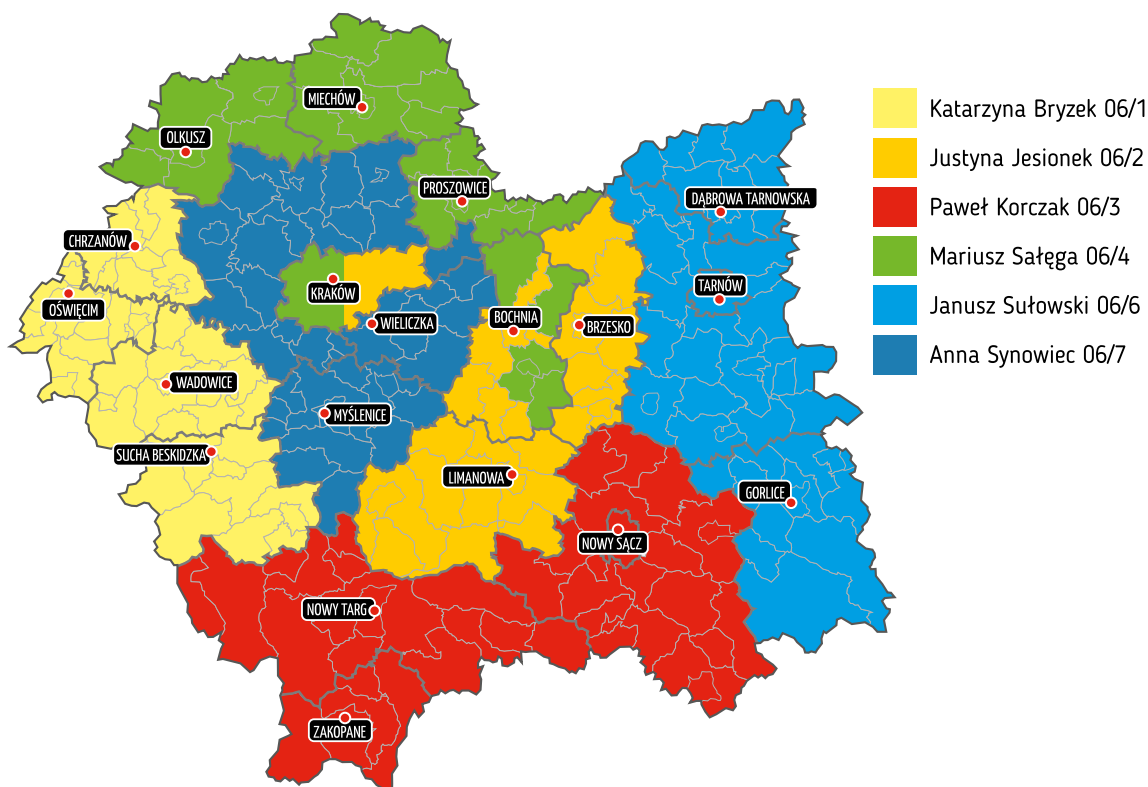 MIECHÓW
OLKUSZ
PROSZOWICE
DĄBROWA TARNOWSKA
CHRZANÓW
OŚWIĘCIM
KRAKÓW
TARNÓW
WIELICZKA
BOCHNIA
BRZESKO
WADOWICE
MYŚLENICE
SUCHA BESKIDZKA
LIMANOWA
GORLICE
NOWY SĄCZ
NOWY TARG
ZAKOPANE
Katarzyna Bryzek 06/1
Justyna Jesionek 06/2
Paweł Korczak 06/3
Mariusz Sałęga 06/4
Janusz Sułowski 06/6
Anna Synowiec 06/7